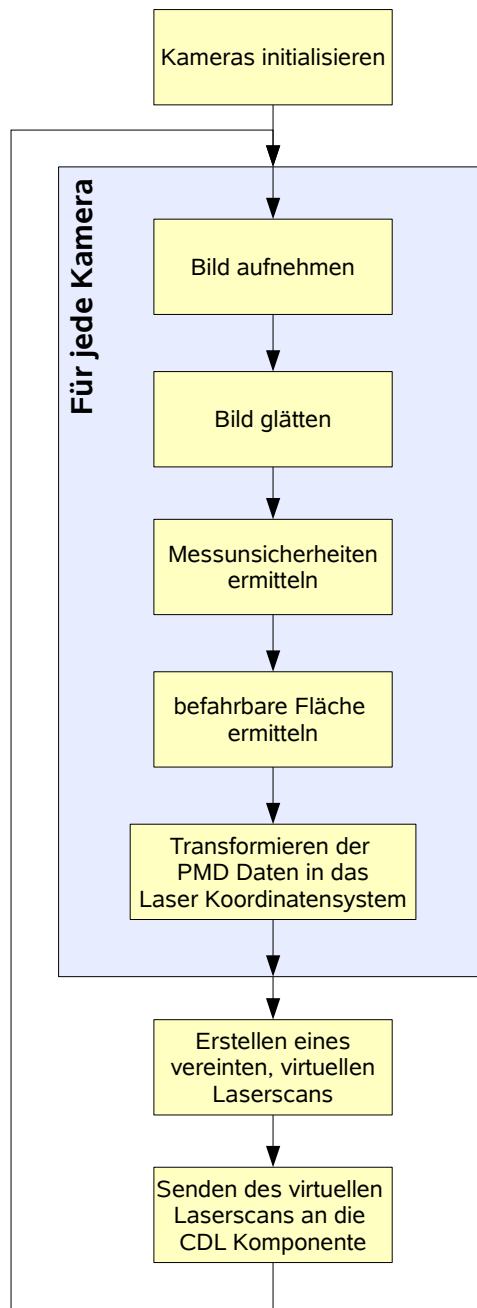 Kameras initialisieren
Für jede Kamera
Bild aufnehmen
Bild glätten
Messunsicherheiten
ermitteln
befahrbare Fläche
ermitteln
Transformieren der
PMD Daten in das
Laser Koordinatensystem
Erstellen eines
vereinten, virtuellen
Laserscans
Senden des virtuellen
Laserscans an die
CDL Komponente